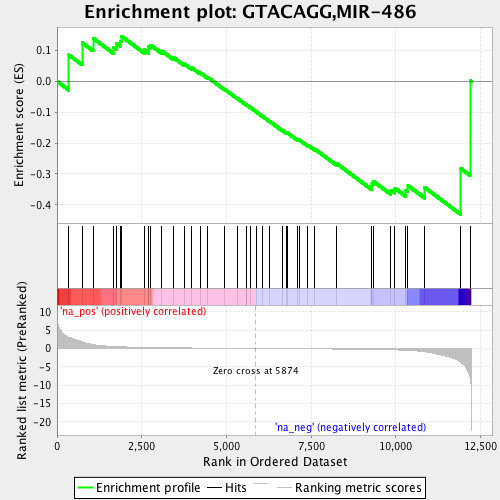 Enrichment plot: GTACAGG,MIR-486
Enrichment score (ES)
0.1
0.0
-0.1
-0.2
-0.3
-0.4
'na_pos' (positively correlated)
Ranked list metric (PreRanked)
10
5
0
-5
-10
-15
-20
Zero cross at 5874
'na_neg' (negatively correlated)
0
2,500
5,000
7,500
10,000
12,500
Rank in Ordered Dataset
Enrichment profile
Hits
Ranking metric scores